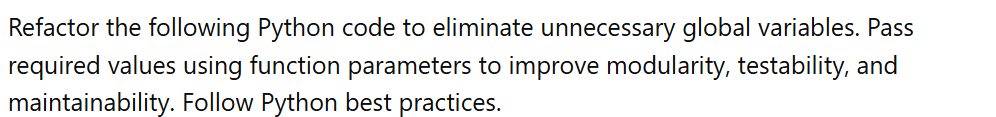 Refactor the following Python code to eliminate unnecessary global variables. Pass
required values using function parameters to improve modularity, testability, and
maintainability. Follow Python best practices.